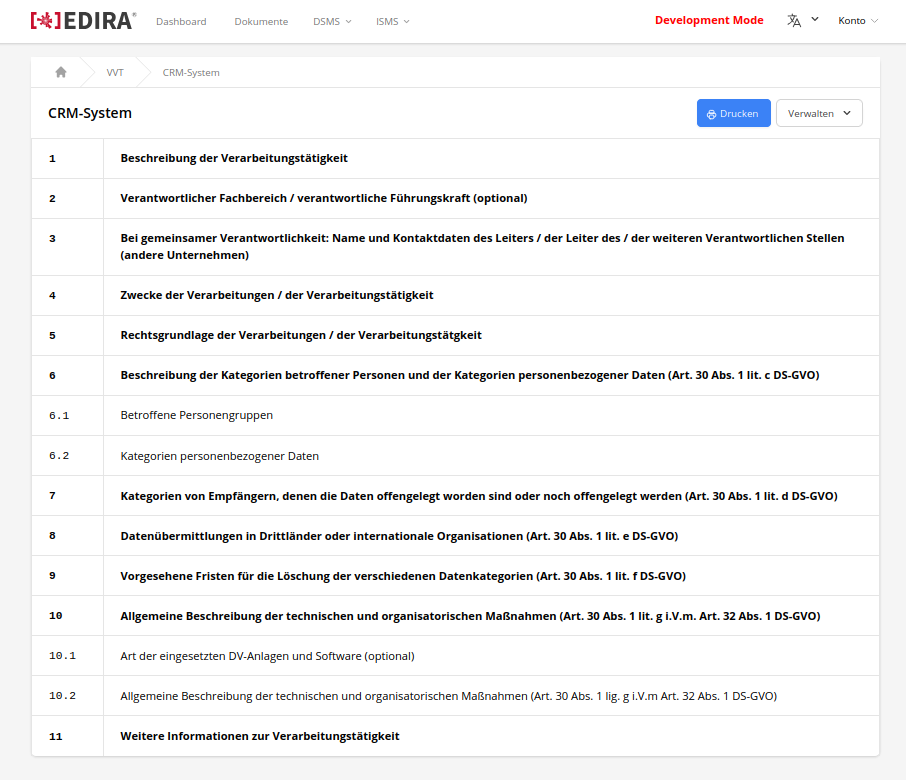 [*]EDIRA® Dashboard Dokumente DSMS ISMS Development Mode Konto
VVT CRM-System
CRM-System Drucken Verwalten
1 Beschreibung der Verarbeitungstätigkeit
2 Verantwortlicher Fachbereich / verantwortliche Führungskraft (optional)
3 Bei gemeinsamer Verantwortlichkeit: Name und Kontaktdaten des Leiters / der Leiter des / der weiteren Verantwortlichen Stellen
(andere Unternehmen)
4 Zwecke der Verarbeitungen / der Verarbeitungstätigkeit
5 Rechtsgrundlage der Verarbeitungen / der Verarbeitungstätgkeit
6 Beschreibung der Kategorien betroffener Personen und der Kategorien personenbezogener Daten (Art. 30 Abs. 1 lit. c DS-GVO)
6.1 Betroffene Personengruppen
6.2 Kategorien personenbezogener Daten
7 Kategorien von Empfängern, denen die Daten offengelegt worden sind oder noch offengelegt werden (Art. 30 Abs. 1 lit. d DS-GVO)
8 Datenübermittlungen in Drittländer oder internationale Organisationen (Art. 30 Abs. 1 lit. e DS-GVO)
9 Vorgesehene Fristen für die Löschung der verschiedenen Datenkategorien (Art. 30 Abs. 1 lit. f DS-GVO)
10 Allgemeine Beschreibung der technischen und organisatorischen Maßnahmen (Art. 30 Abs. 1 lit. g i.V.m. Art. 32 Abs. 1 DS-GVO)
10.1 Art der eingesetzten DV-Anlagen und Software (optional)
10.2 Allgemeine Beschreibung der technischen und organisatorischen Maßnahmen (Art. 30 Abs. 1 lig. g i.V.m Art. 32 Abs. 1 DS-GVO)
11 Weitere Informationen zur Verarbeitungstätigkeit